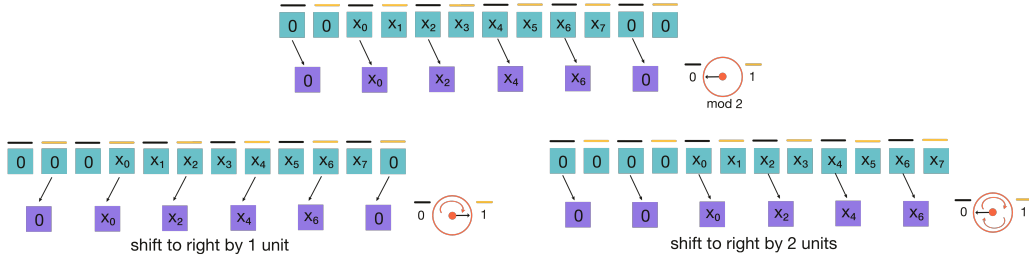 0 0 x₀ x₁ x₂ x₃ x₄ x₅ x₆ x₇ 0 0
0 x₀ x₂ x₄ x₆ 0
0 1
mod 2
0 0 0 x₀ x₁ x₂ x₃ x₄ x₅ x₆ x₇ 0
0 x₀ x₂ x₄ x₆ 0
0 1
shift to right by 1 unit
0 0 0 0 x₀ x₁ x₂ x₃ x₄ x₅ x₆ x₇
0 0 x₀ x₂ x₄ x₆
0 1
shift to right by 2 units